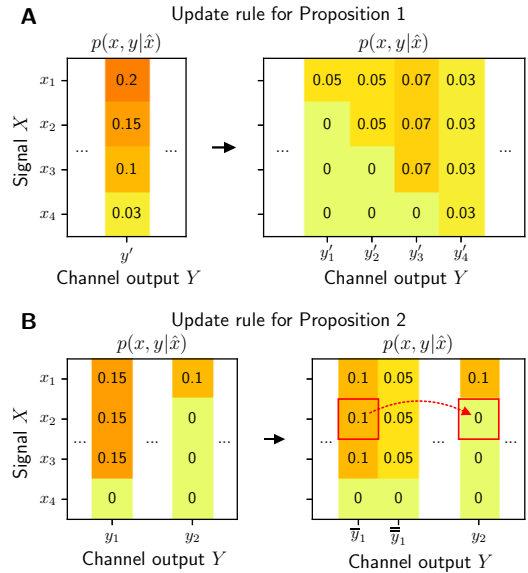 A Update rule for Proposition 1
p(x, y|x̂) p(x, y|x̂)
x₁ 0.2 0.05 0.05 0.07 0.03
x₂ 0.15 0 0.05 0.07 0.03
... ... ... ...
x₃ 0.1 0 0 0.07 0.03
x₄ 0.03 0 0 0 0.03
Signal X
y′ y′₁ y′₂ y′₃ y′₄
Channel output Y Channel output Y
B Update rule for Proposition 2
p(x, y|x̂) p(x, y|x̂)
x₁ 0.15 0.1 0.1 0.05 0.1
x₂ 0.15 0 0.1 0.05 0
... ... ... ... ... ...
x₃ 0.15 0 0.1 0.05 0
x₄ 0 0 0 0 0
Signal X
y₁ y₂ y̅₁ y̿₁ y₂
Channel output Y Channel output Y